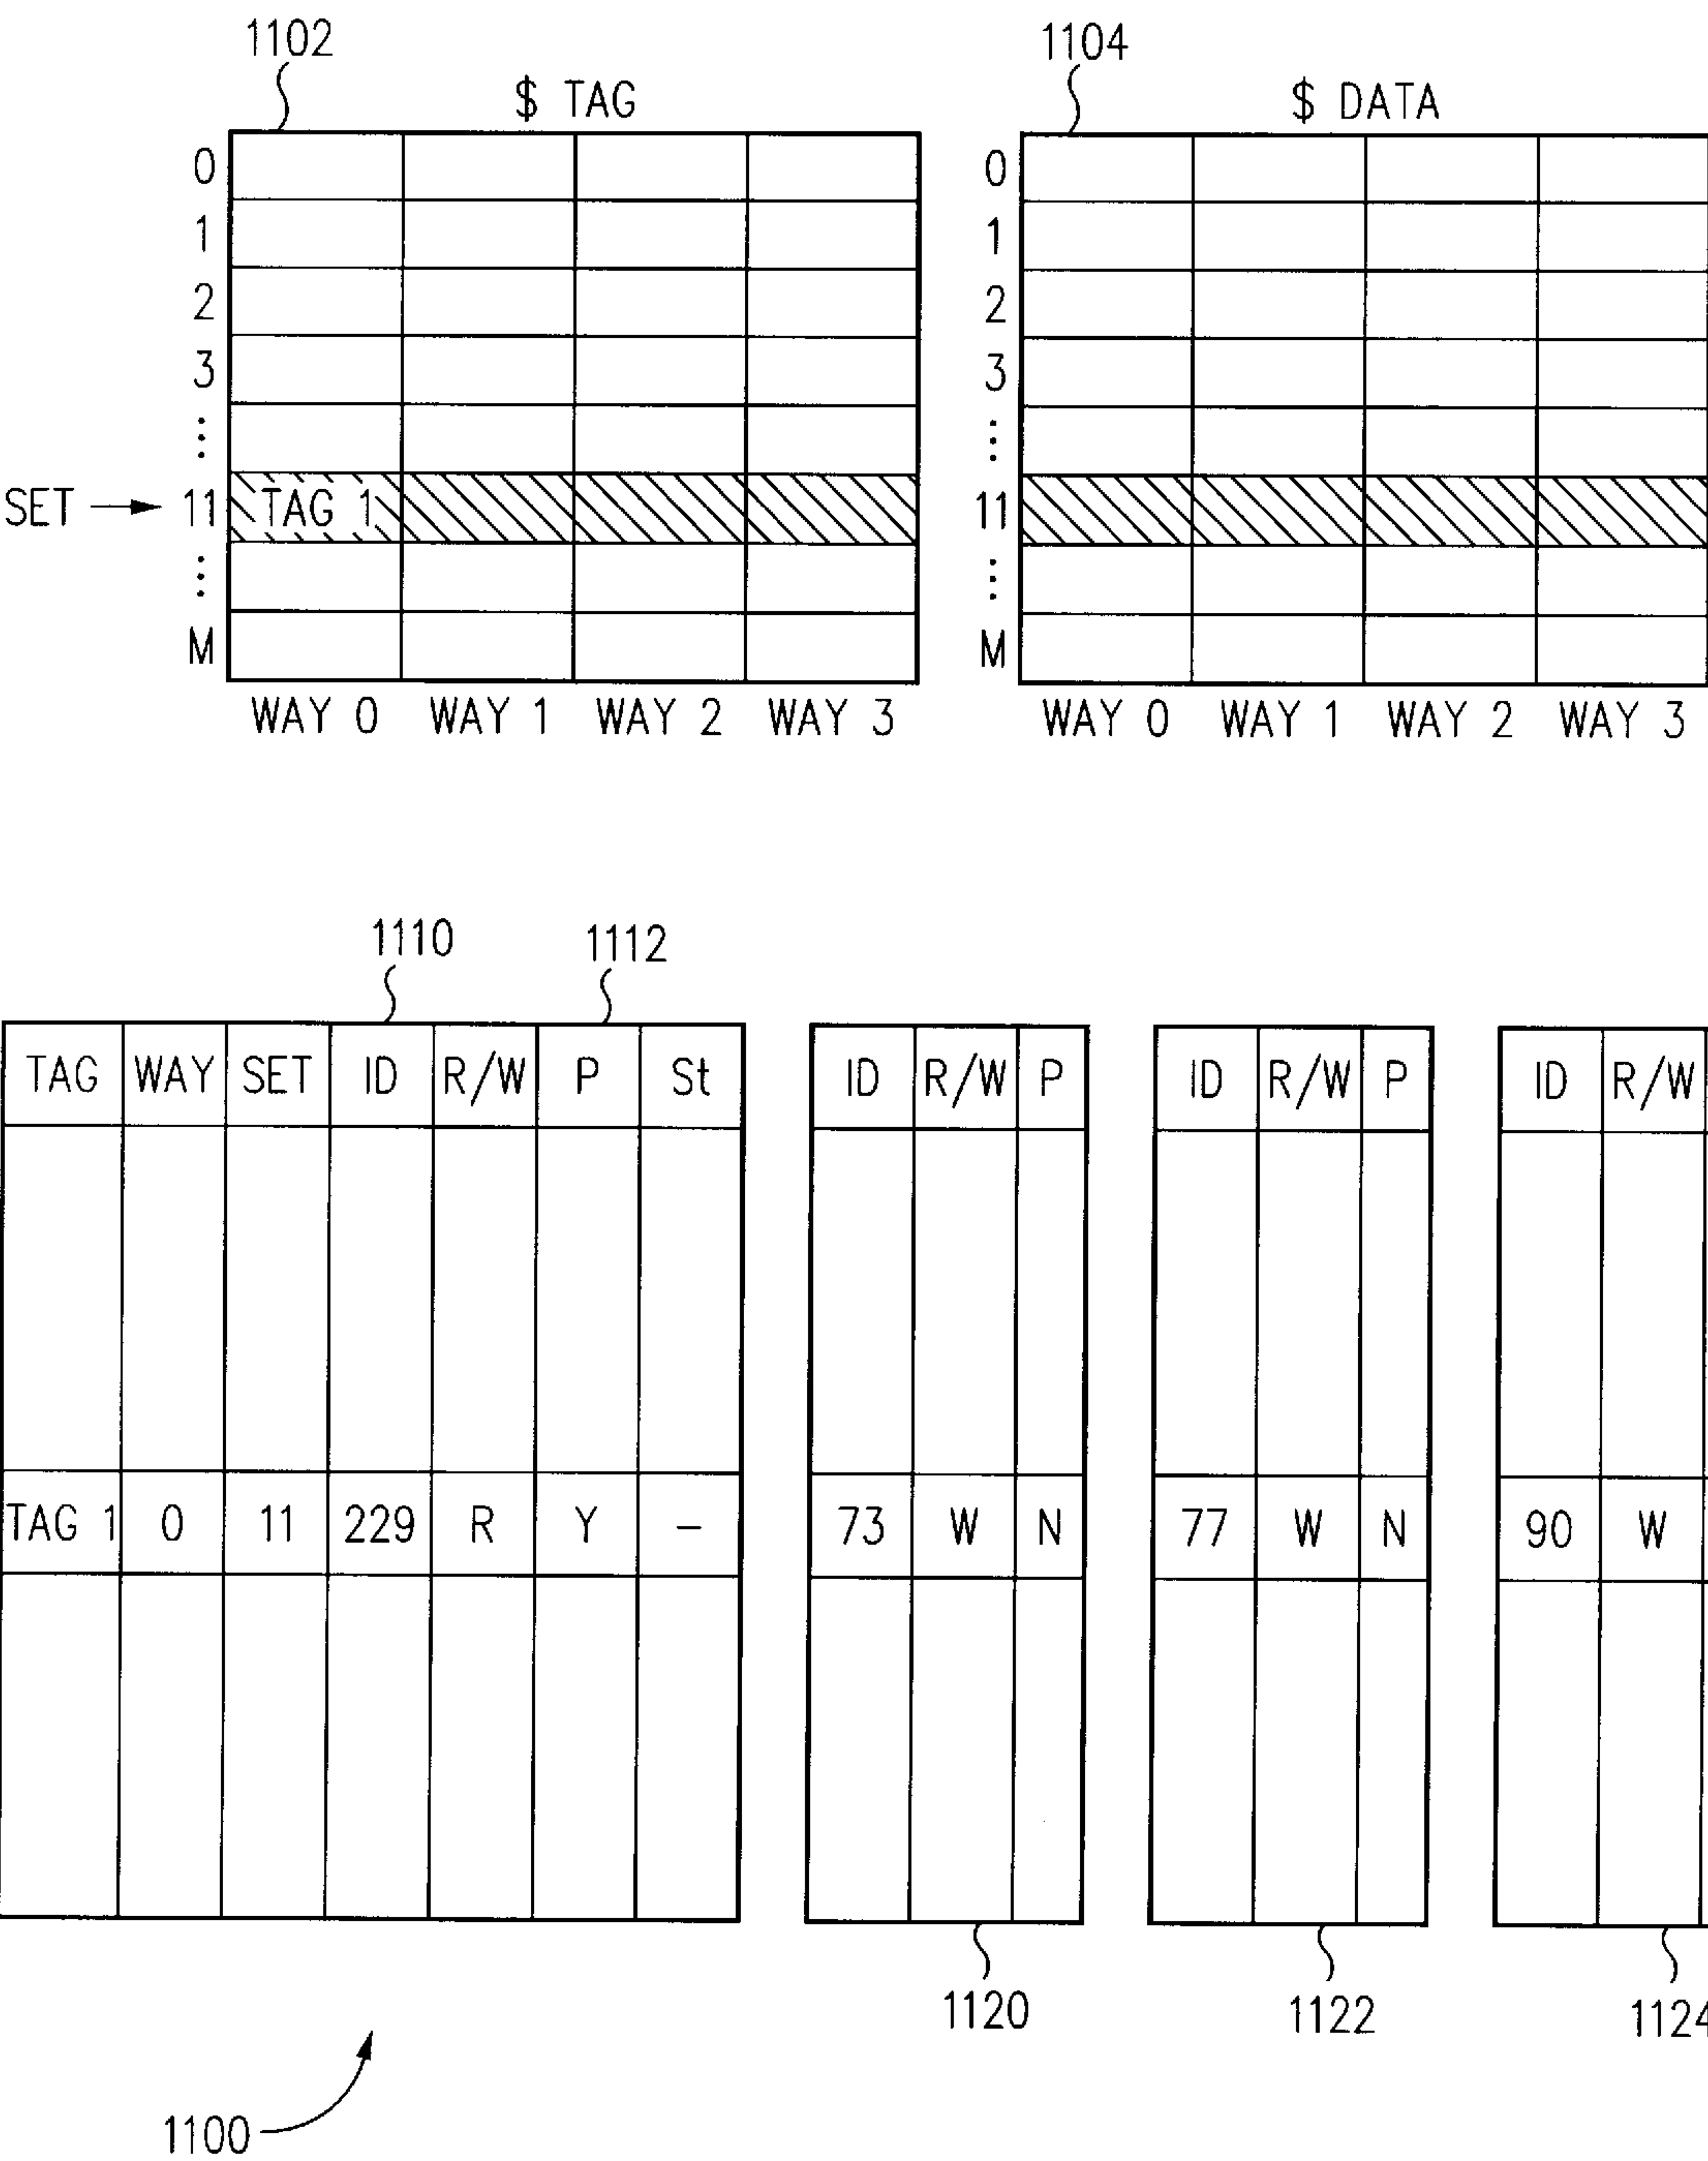 1102 1104
$ TAG $ DATA
0 0
1 1
2 2
3 3
⋮ ⋮
SET → 11 TAG 1 11
⋮ ⋮
M M
WAY 0 WAY 1 WAY 2 WAY 3 WAY 0 WAY 1 WAY 2 WAY 3
1110 1112
TAG WAY SET ID R/W P St ID R/W P ID R/W P ID R/W
TAG 1 0 11 229 R Y – 73 W N 77 W N 90 W
1120 1122 1124
1100